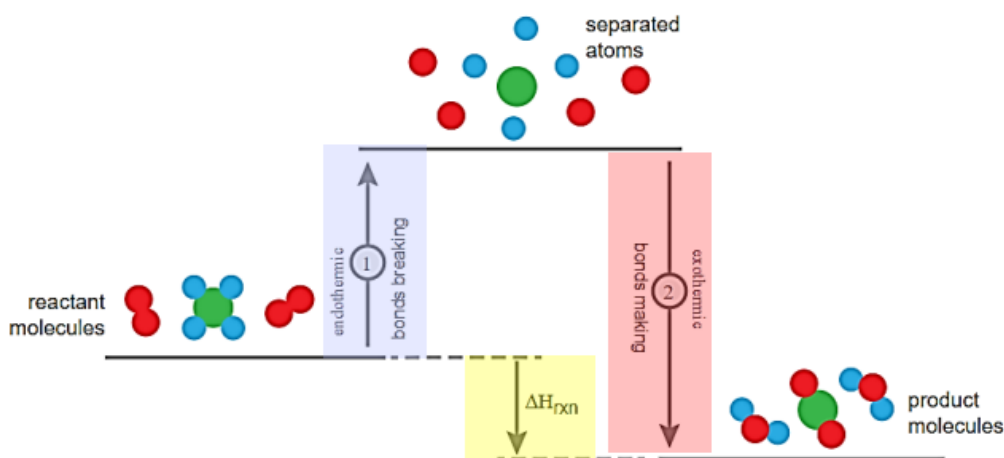 separated
atoms
endothermic
bonds breaking
1
bonds making
exothermic
2
reactant
molecules
ΔHrxn
product
molecules